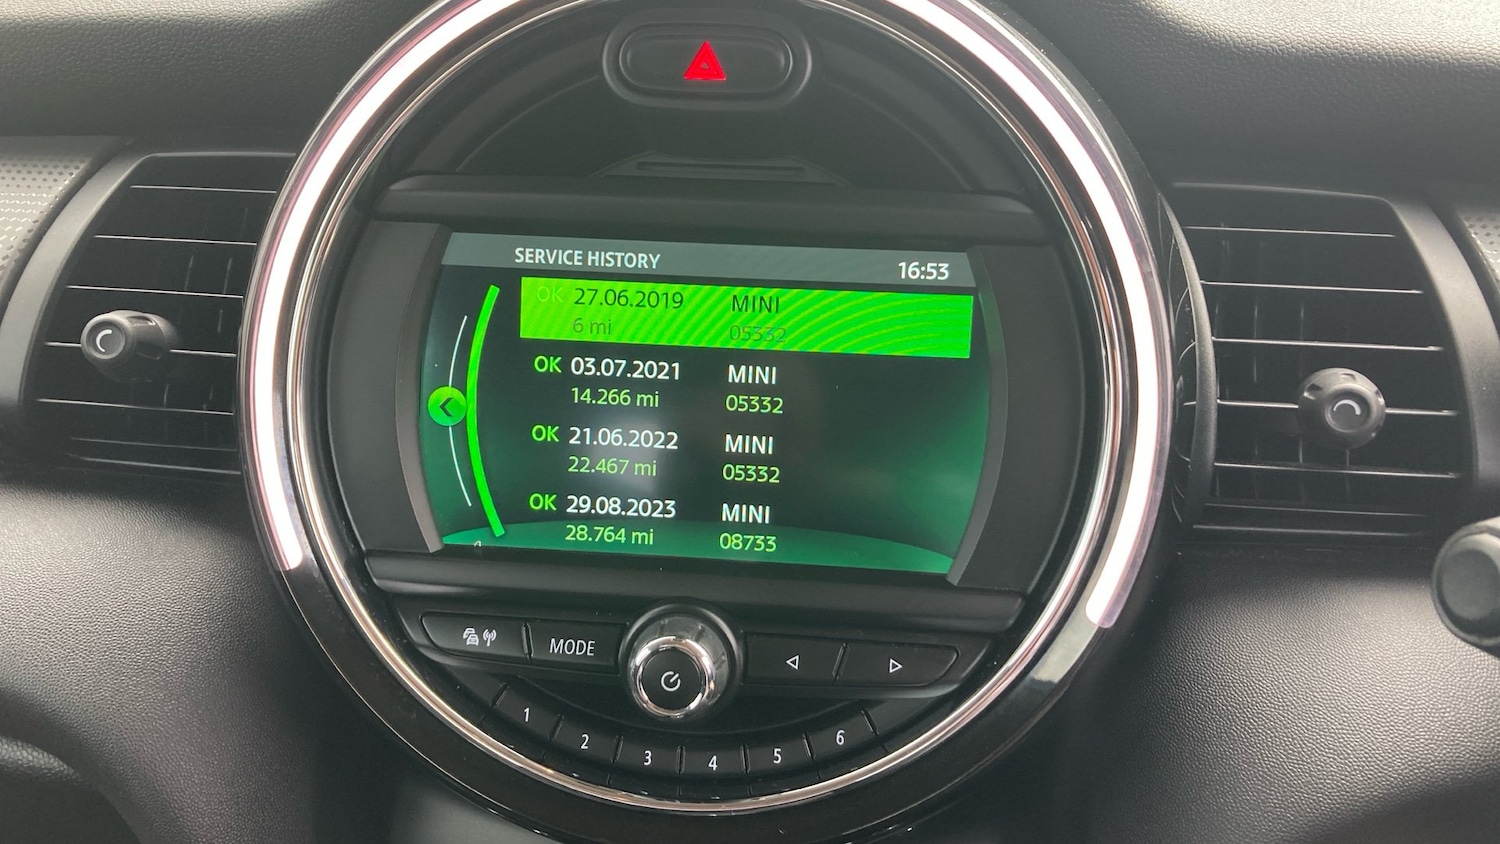 SERVICE HISTORY 16:53
OK 27.06.2019 MINI
6 mi 05332
OK 03.07.2021 MINI
14.266 mi 05332
OK 21.06.2022 MINI
22.467 mi 05332
OK 29.08.2023 MINI
28.764 mi 08733
MODE
1 2 3 4 5 6